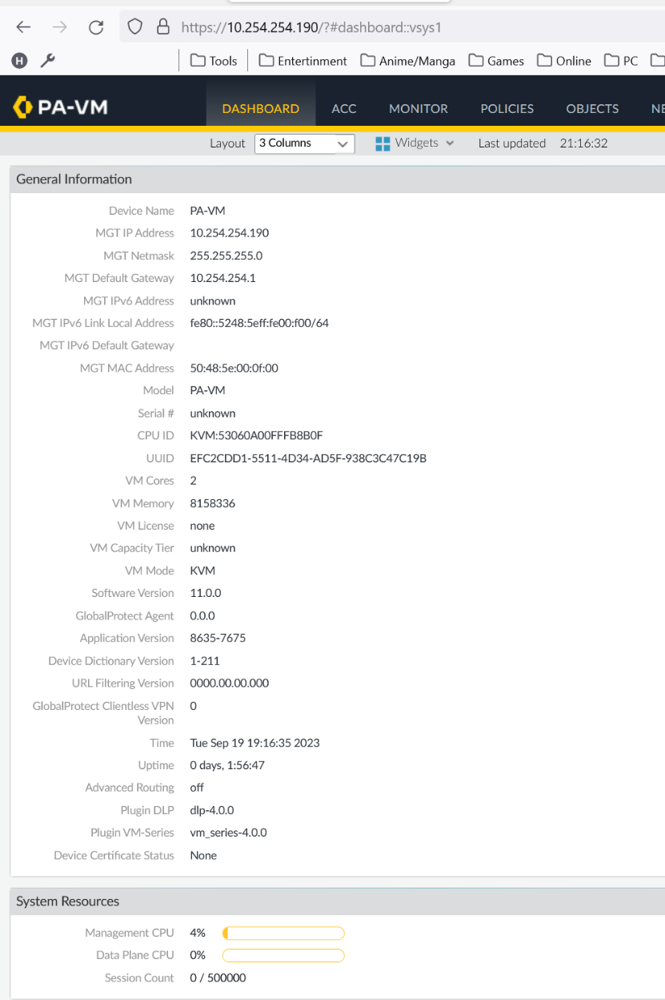 https://10.254.254.190/?#dashboard::vsys1
H Tools Entertinment Anime/Manga Games Online PC
PA-VM DASHBOARD ACC MONITOR POLICIES OBJECTS NE
Layout 3 Columns Widgets Last updated 21:16:32
General Information
Device Name PA-VM
MGT IP Address 10.254.254.190
MGT Netmask 255.255.255.0
MGT Default Gateway 10.254.254.1
MGT IPv6 Address unknown
MGT IPv6 Link Local Address fe80::5248:5eff:fe00:f00/64
MGT IPv6 Default Gateway
MGT MAC Address 50:48:5e:00:0f:00
Model PA-VM
Serial # unknown
CPU ID KVM:53060A00FFFB8B0F
UUID EFC2CDD1-5511-4D34-AD5F-938C3C47C19B
VM Cores 2
VM Memory 8158336
VM License none
VM Capacity Tier unknown
VM Mode KVM
Software Version 11.0.0
GlobalProtect Agent 0.0.0
Application Version 8635-7675
Device Dictionary Version 1-211
URL Filtering Version 0000.00.00.000
GlobalProtect Clientless VPN 0
Version
Time Tue Sep 19 19:16:35 2023
Uptime 0 days, 1:56:47
Advanced Routing off
Plugin DLP dlp-4.0.0
Plugin VM-Series vm_series-4.0.0
Device Certificate Status None
System Resources
Management CPU 4%
Data Plane CPU 0%
Session Count 0 / 500000